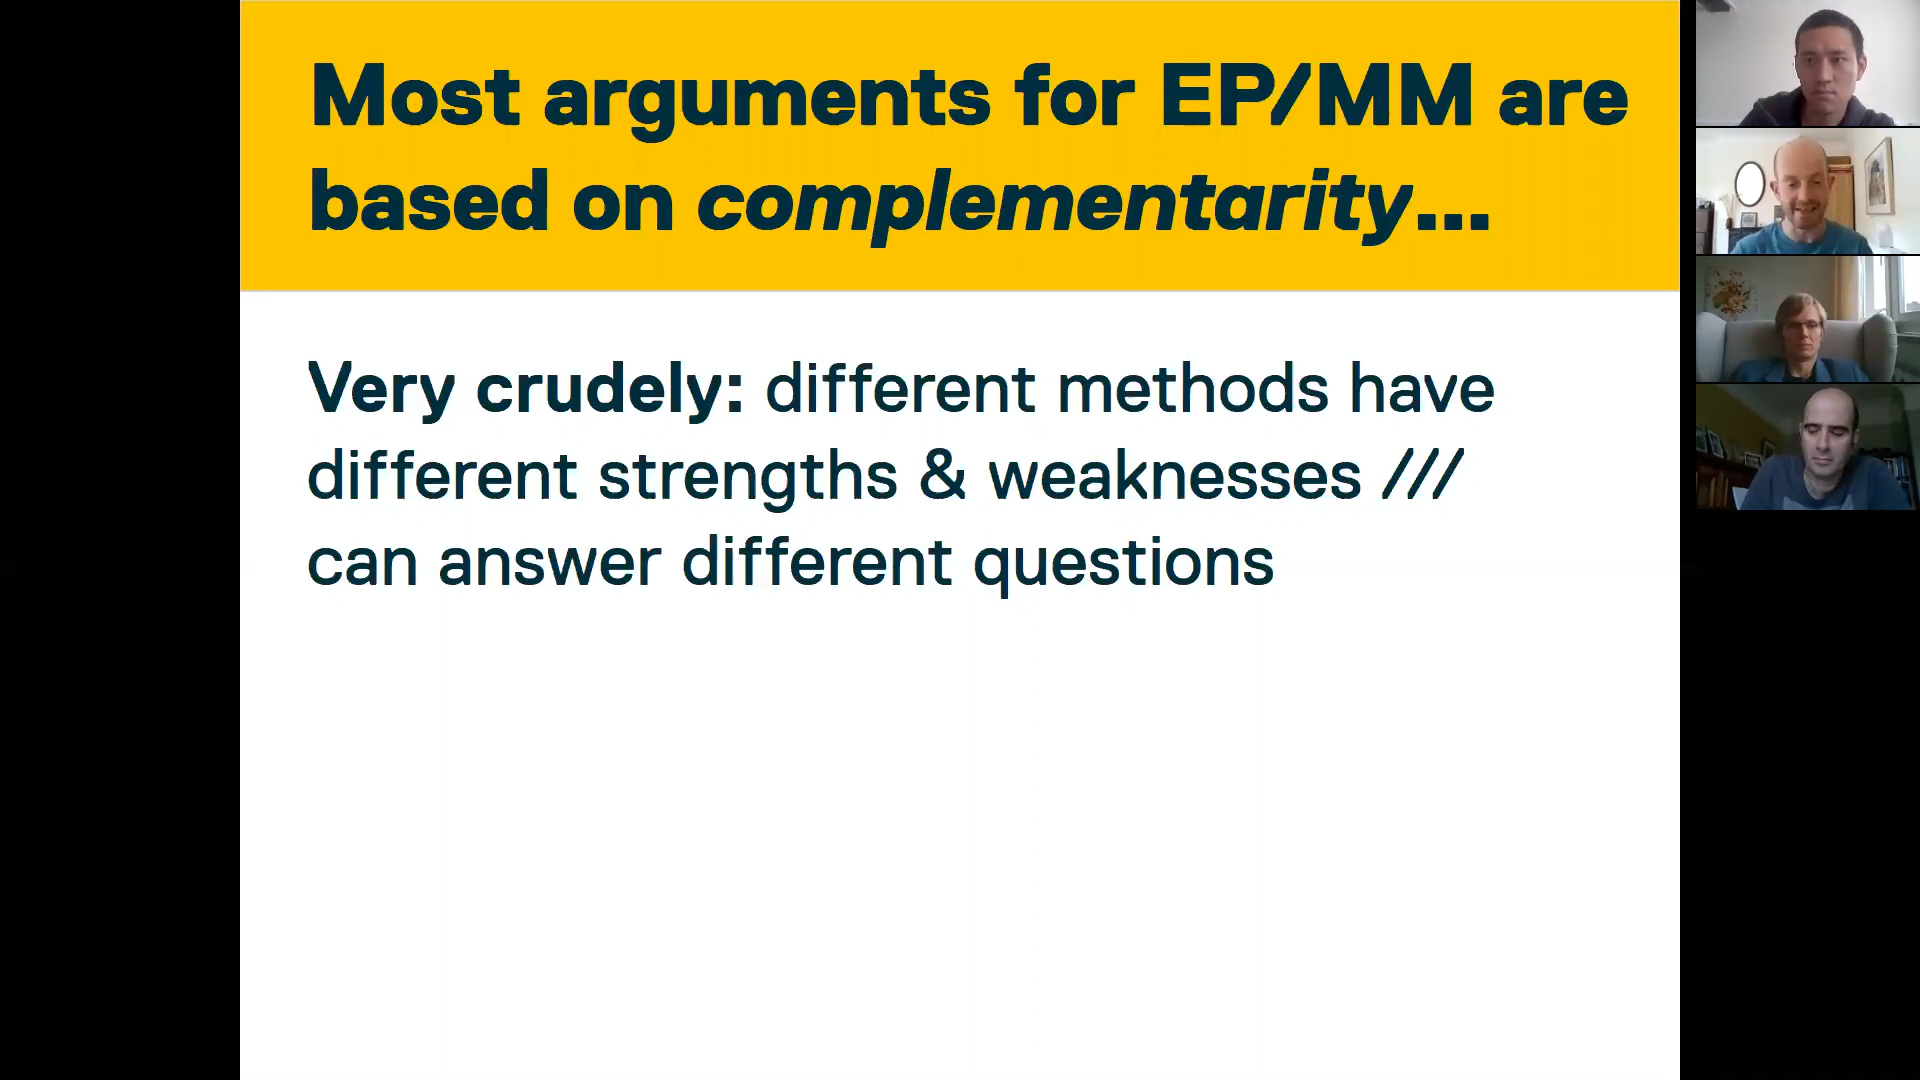 Most arguments for EP/MM are
based on complementarity...
Very crudely: different methods have
different strengths & weaknesses ///
can answer different questions